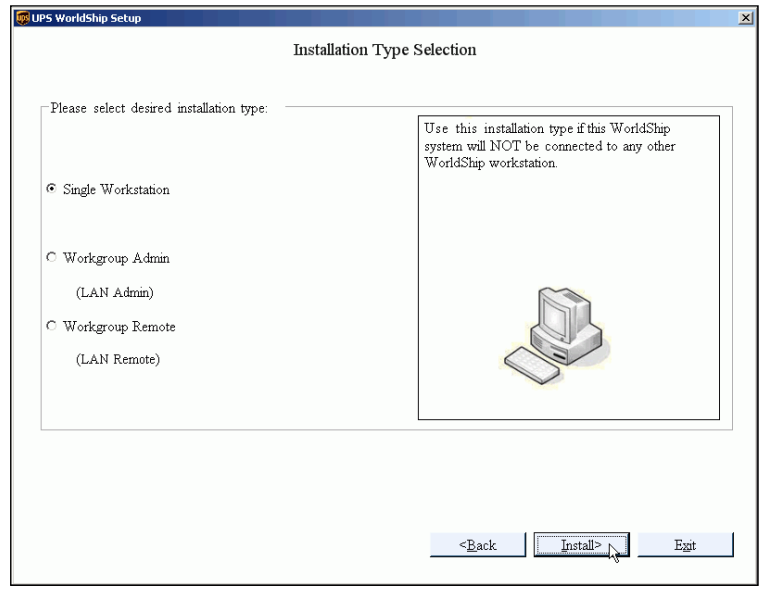 UPS WorldShip Setup
Installation Type Selection
Please select desired installation type:
Use this installation type if this WorldShip
system will NOT be connected to any other
WorldShip workstation.
Single Workstation
Workgroup Admin
(LAN Admin)
Workgroup Remote
(LAN Remote)
<Back
Install>
Exit